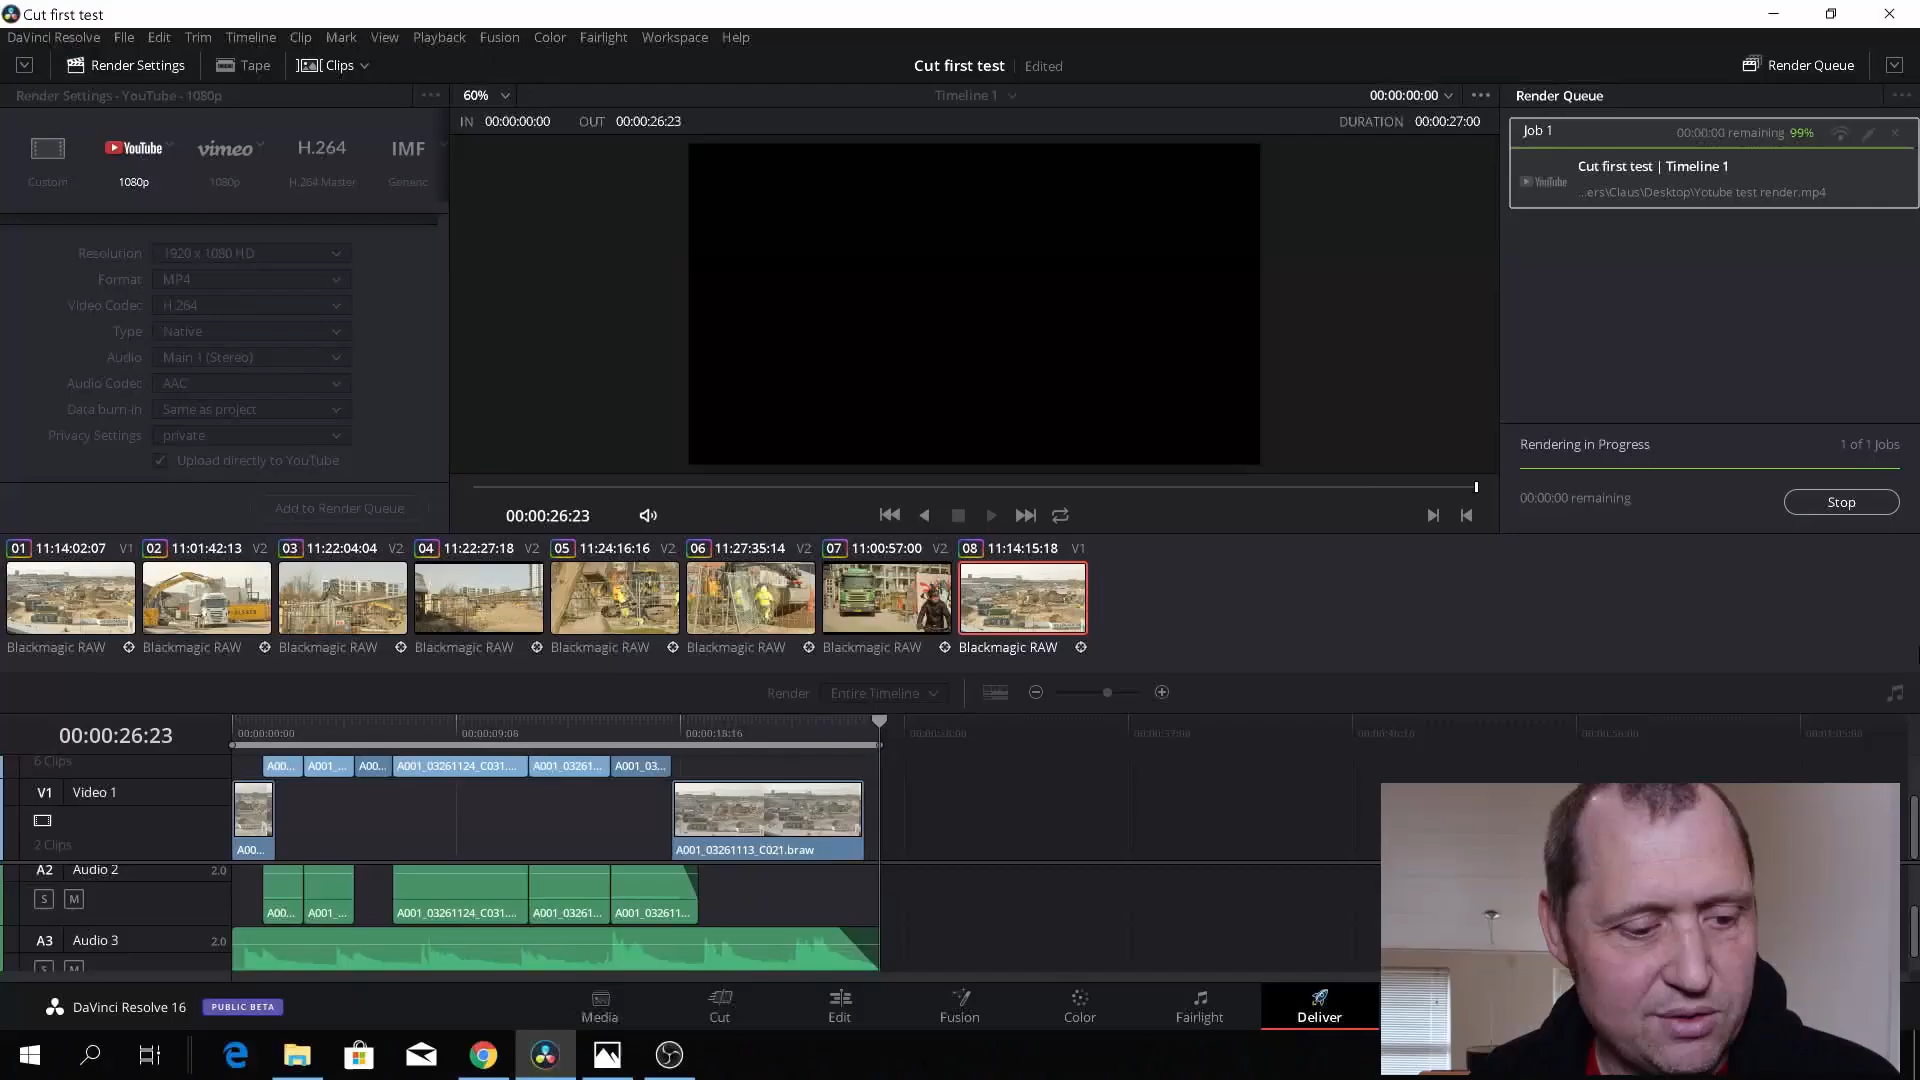 Cut first test
DaVinci Resolve File Edit Trim Timeline Clip Mark View Playback Fusion Color Fairlight Workspace Help
Render Settings Tape Clips Cut first test Edited Render Queue
Render Settings - YouTube - 1080p 60% Timeline 1 00:00:00:00 Render Queue
IN 00:00:00:00 OUT 00:00:26:23 DURATION 00:00:27:00
Job 1 00:00:00 remaining 99%
YouTube vimeo H.264 IMF
Custom 1080p 1080p H.264 Master Generic
Cut first test | Timeline 1
YouTube ...ers\Claus\Desktop\Yotube test render.mp4
Resolution 1920 x 1080 HD
Format MP4
Video Codec H.264
Type Native
Audio Main 1 (Stereo)
Audio Codec AAC
Data burn-in Same as project
Privacy Settings private
Upload directly to YouTube
Rendering in Progress 1 of 1 Jobs
00:00:00 remaining Stop
Add to Render Queue
00:00:26:23
01 11:14:02:07 V1 02 11:01:42:13 V2 03 11:22:04:04 V2 04 11:22:27:18 V2 05 11:24:16:16 V2 06 11:27:35:14 V2 07 11:00:57:00 V2 08 11:14:15:18 V1
Blackmagic RAW Blackmagic RAW Blackmagic RAW Blackmagic RAW Blackmagic RAW Blackmagic RAW Blackmagic RAW Blackmagic RAW
Render Entire Timeline
00:00:26:23 00:00:00:00 00:00:09:08 00:00:18:16
6 Clips A00... A001_... A00... A001_03261124_C031.... A001_03261... A001_03...
V1 Video 1
2 Clips A00... A001_03261113_C021.braw
A2 Audio 2 2.0
S M A00... A001_... A001_03261124_C031.... A001_03261... A001_032611...
A3 Audio 3 2.0
S M
DaVinci Resolve 16 PUBLIC BETA Media Cut Edit Fusion Color Fairlight Deliver